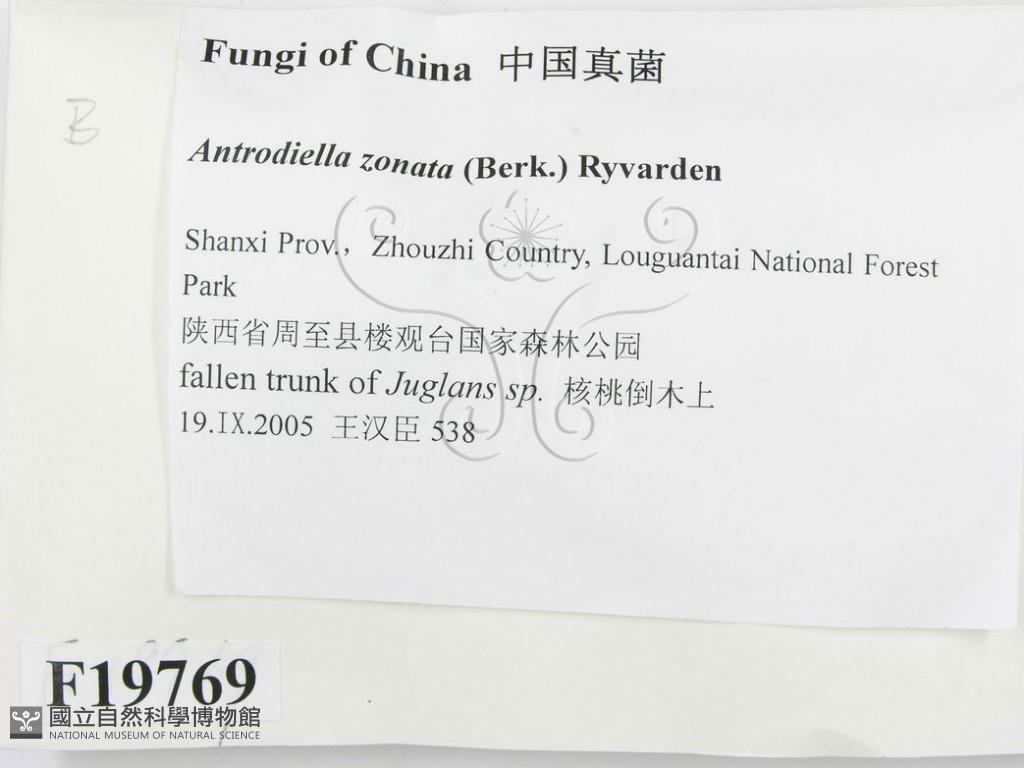 Fungi of China 中国真菌
B
Antrodiella zonata (Berk.) Ryvarden
Shanxi Prov., Zhouzhi Country, Louguantai National Forest
Park
陕西省周至县楼观台国家森林公园
fallen trunk of Juglans sp. 核桃倒木上
19.IX.2005 王汉臣 538
F19769
國立自然科學博物館
NATIONAL MUSEUM OF NATURAL SCIENCE